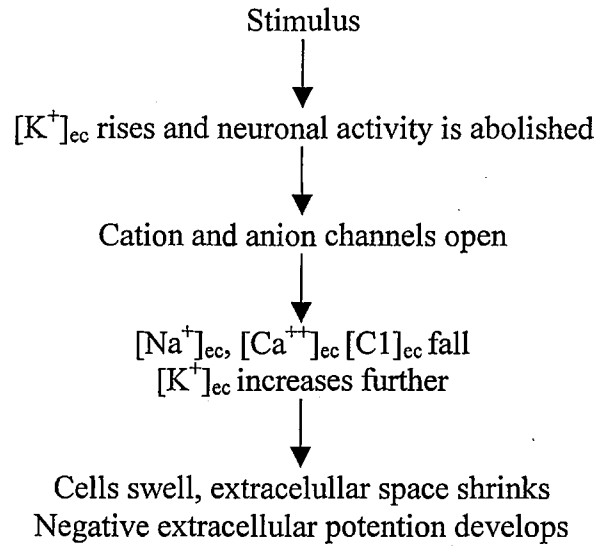 Stimulus
[K⁺]ec rises and neuronal activity is abolished
Cation and anion channels open
[Na⁺]ec, [Ca⁺⁺]ec [C1]ec fall
[K⁺]ec increases further
Cells swell, extracelullar space shrinks
Negative extracellular potention develops